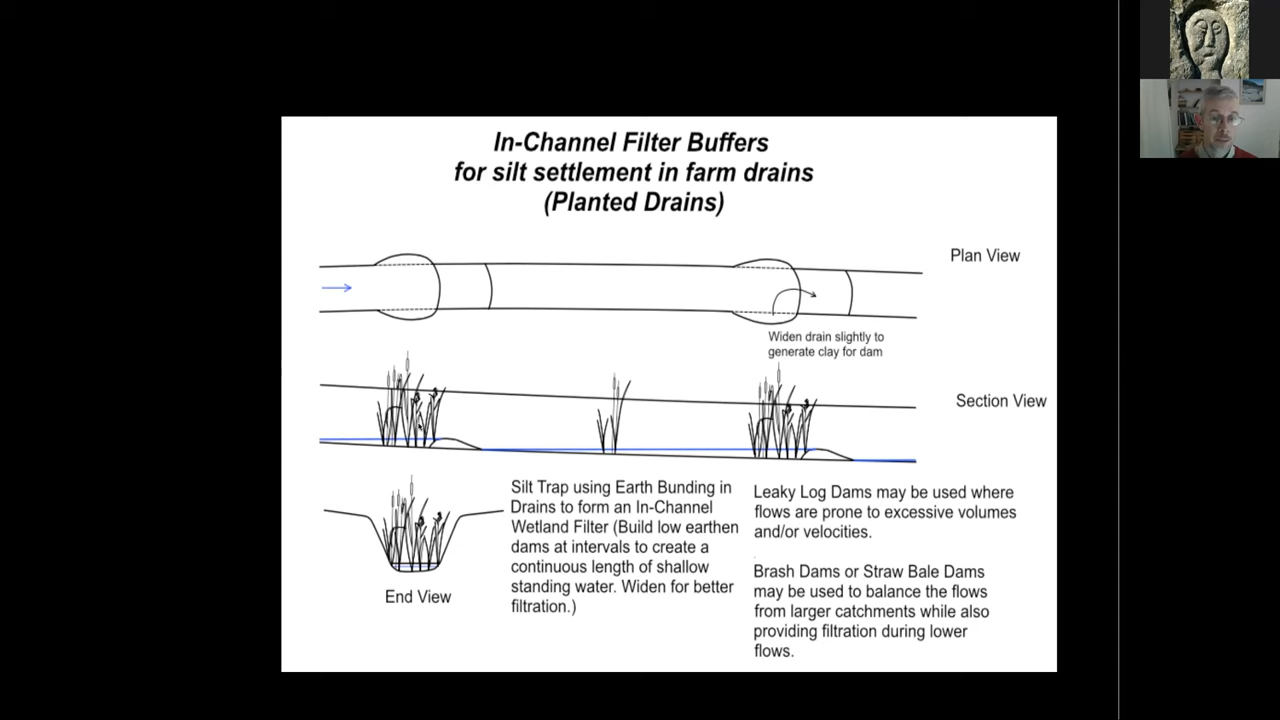 In-Channel Filter Buffers
for silt settlement in farm drains
(Planted Drains)
Plan View
Widen drain slightly to
generate clay for dam
Section View
Silt Trap using Earth Bunding in
Drains to form an In-Channel
Wetland Filter (Build low earthen
dams at intervals to create a
continuous length of shallow
standing water. Widen for better
filtration.)
Leaky Log Dams may be used where
flows are prone to excessive volumes
and/or velocities.
Brash Dams or Straw Bale Dams
may be used to balance the flows
from larger catchments while also
providing filtration during lower
flows.
End View